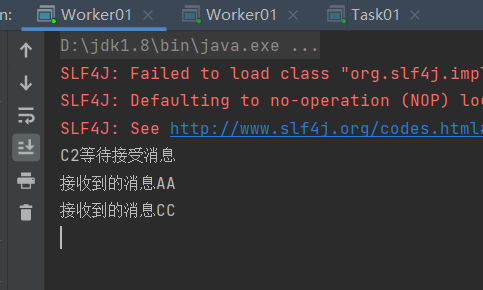 n:
Worker01
Worker01
Task01
D:\jdk1.8\bin\java.exe ...
SLF4J: Failed to load class "org.slf4j.impl
SLF4J: Defaulting to no-operation (NOP) lo
SLF4J: See http://www.slf4j.org/codes.html
C2等待接受消息
接收到的消息AA
接收到的消息CC